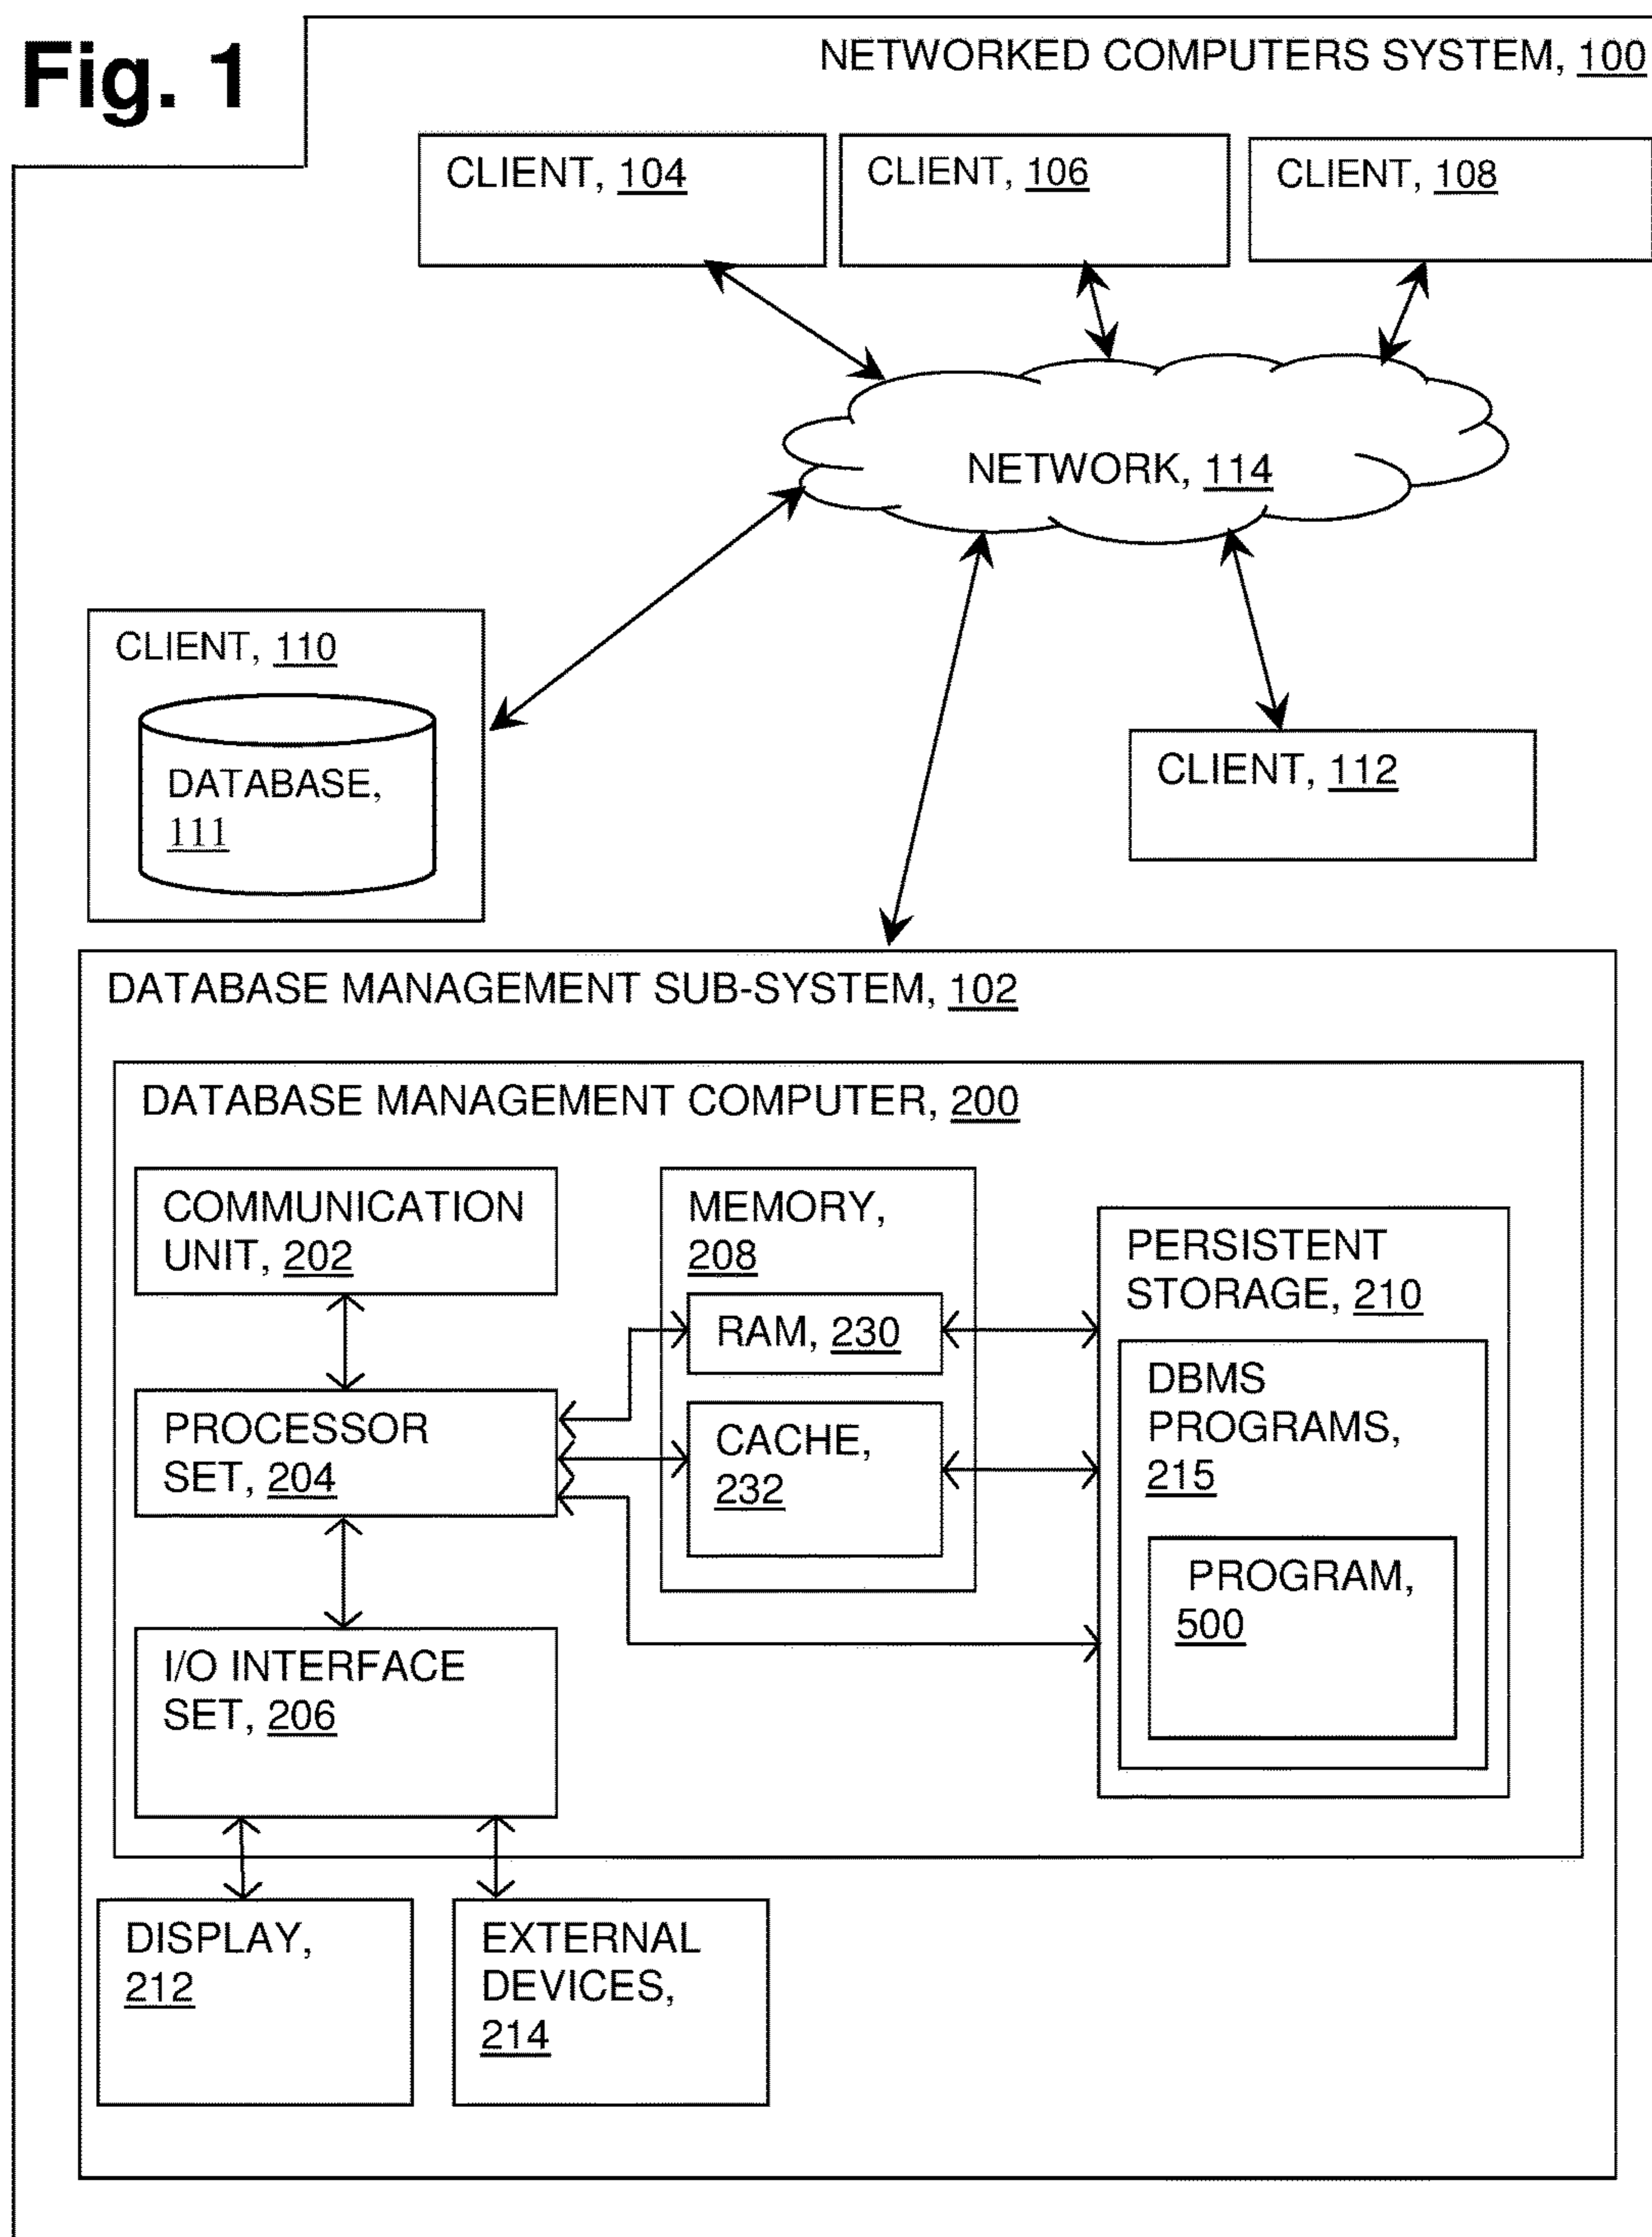 Fig. 1
NETWORKED COMPUTERS SYSTEM, 100
CLIENT, 104
CLIENT, 106
CLIENT, 108
NETWORK, 114
CLIENT, 110
DATABASE,
111
CLIENT, 112
DATABASE MANAGEMENT SUB-SYSTEM, 102
DATABASE MANAGEMENT COMPUTER, 200
COMMUNICATION
UNIT, 202
MEMORY,
208
RAM, 230
CACHE,
232
PERSISTENT
STORAGE, 210
DBMS
PROGRAMS,
215
PROGRAM,
500
PROCESSOR
SET, 204
I/O INTERFACE
SET, 206
DISPLAY,
212
EXTERNAL
DEVICES,
214